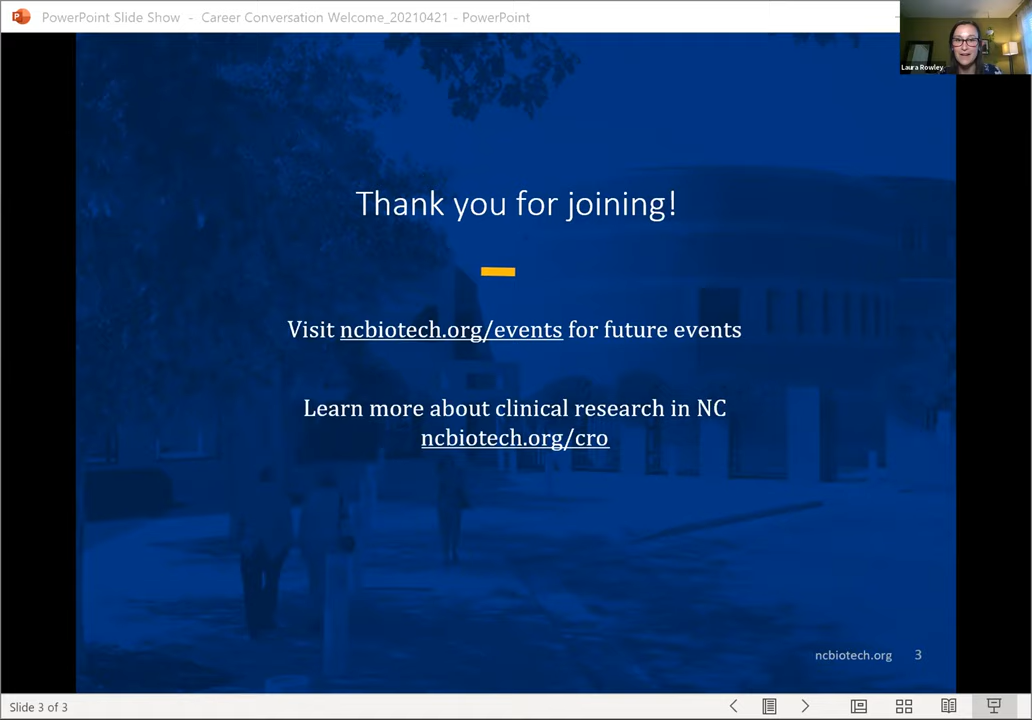 PowerPoint Slide Show - Career Conversation Welcome_20210421 - PowerPoint
Laura Rowley
Thank you for joining!
Visit ncbiotech.org/events for future events
Learn more about clinical research in NC
ncbiotech.org/cro
ncbiotech.org 3
Slide 3 of 3